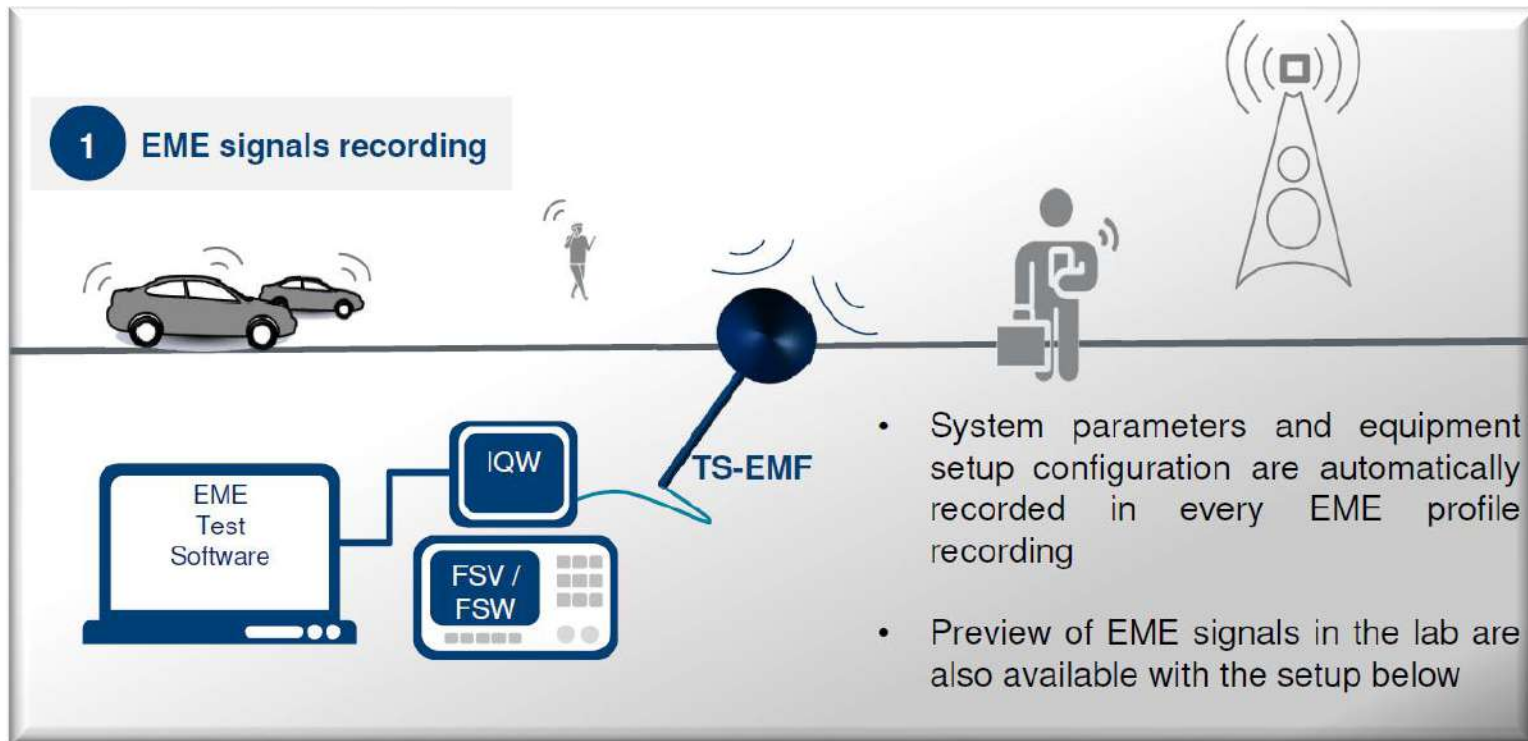 1 EME signals recording
IQW
TS-EMF
EME
Test
Software
FSV /
FSW
• System parameters and equipment
setup configuration are automatically
recorded in every EME profile
recording
• Preview of EME signals in the lab are
also available with the setup below